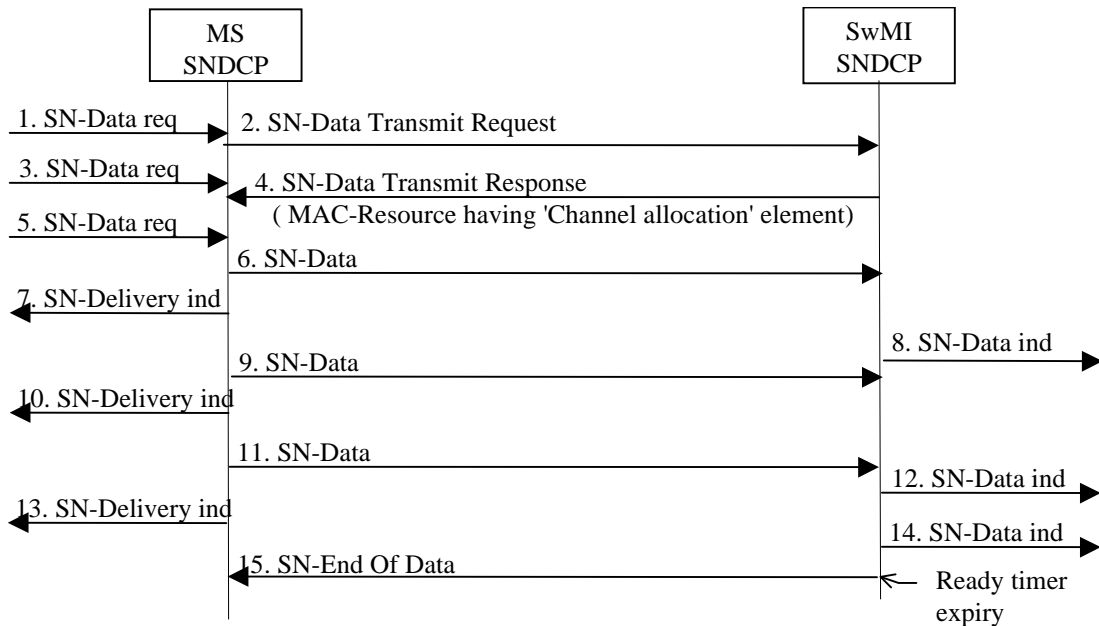 MS
SNDCP
SwMI
SNDCP
1. SN-Data req
2. SN-Data Transmit Request
3. SN-Data req
4. SN-Data Transmit Response
( MAC-Resource having 'Channel allocation' element)
5. SN-Data req
6. SN-Data
7. SN-Delivery ind
8. SN-Data ind
9. SN-Data
10. SN-Delivery ind
11. SN-Data
12. SN-Data ind
13. SN-Delivery ind
14. SN-Data ind
15. SN-End Of Data
Ready timer
expiry